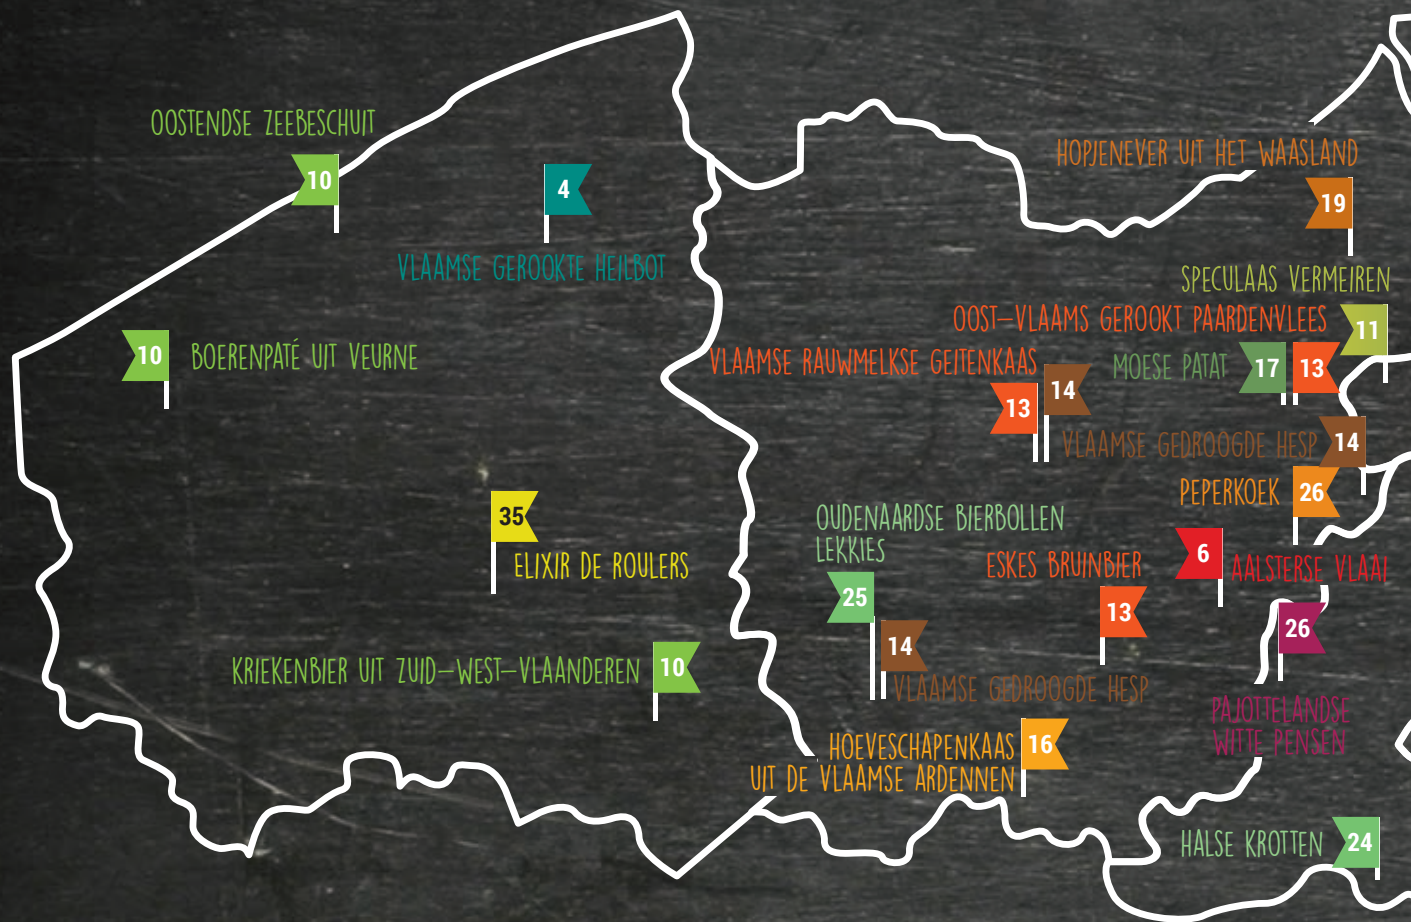 OOSTENDSE ZEEBESCHUIT
10
4
VLAAMSE GEROOKTE HEILBOT
10
BOERENPATÉ UIT VEURNE
35
ELIXIR DE ROULERS
KRIEKENBIER UIT ZUID-WEST-VLAANDEREN
10
HOPJENEVER UIT HET WAASLAND
19
SPECULAAS VERMEIREN
11
OOST-VLAAMS GEROOKT PAARDENVLEES
13
VLAAMSE RAUWMELKSE GEITENKAAS
13
14
MOESE PATAT
17
VLAAMSE GEDROOGDE HESP
14
PEPERKOEK
26
OUDENAARDSE BIERBOLLEN
LEKKIES
25
ESKES BRUINBIER
13
6
AALSTERSE VLAAI
26
PAJOTTELANDSE
WITTE PENSEN
14
VLAAMSE GEDROOGDE HESP
HOEVESCHAPENKAAS
UIT DE VLAAMSE ARDENNEN
16
HALSE KROTTEN
24